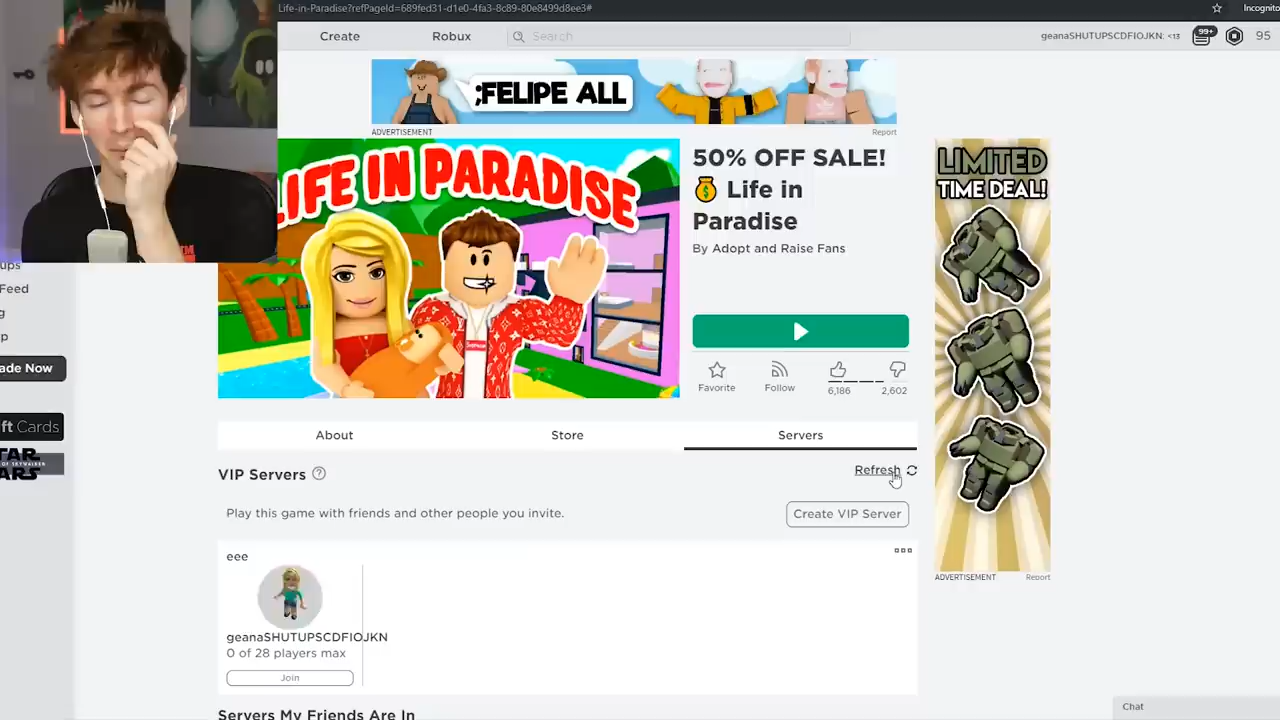 Life-in-Paradise?refPageId=689fed31-d1e0-4fa3-8c89-80e8499d8ee3#
Incognito
Create
Robux
Search
geanaSHUTUPSCDFIOJKN: <13
99+
95
;FELIPE ALL
ADVERTISEMENT
Report
LIFE IN PARADISE
50% OFF SALE!
💰 Life in
Paradise
By Adopt and Raise Fans
LIMITED
TIME DEAL!
ups
Feed
g
p
ade Now
ft Cards
TAR
ARS
OF SKYWALKER
Favorite
Follow
6,186
2,602
About
Store
Servers
VIP Servers
Refresh
Play this game with friends and other people you invite.
Create VIP Server
ADVERTISEMENT
Report
eee
geanaSHUTUPSCDFIOJKN
0 of 28 players max
Join
Servers My Friends Are In
Chat